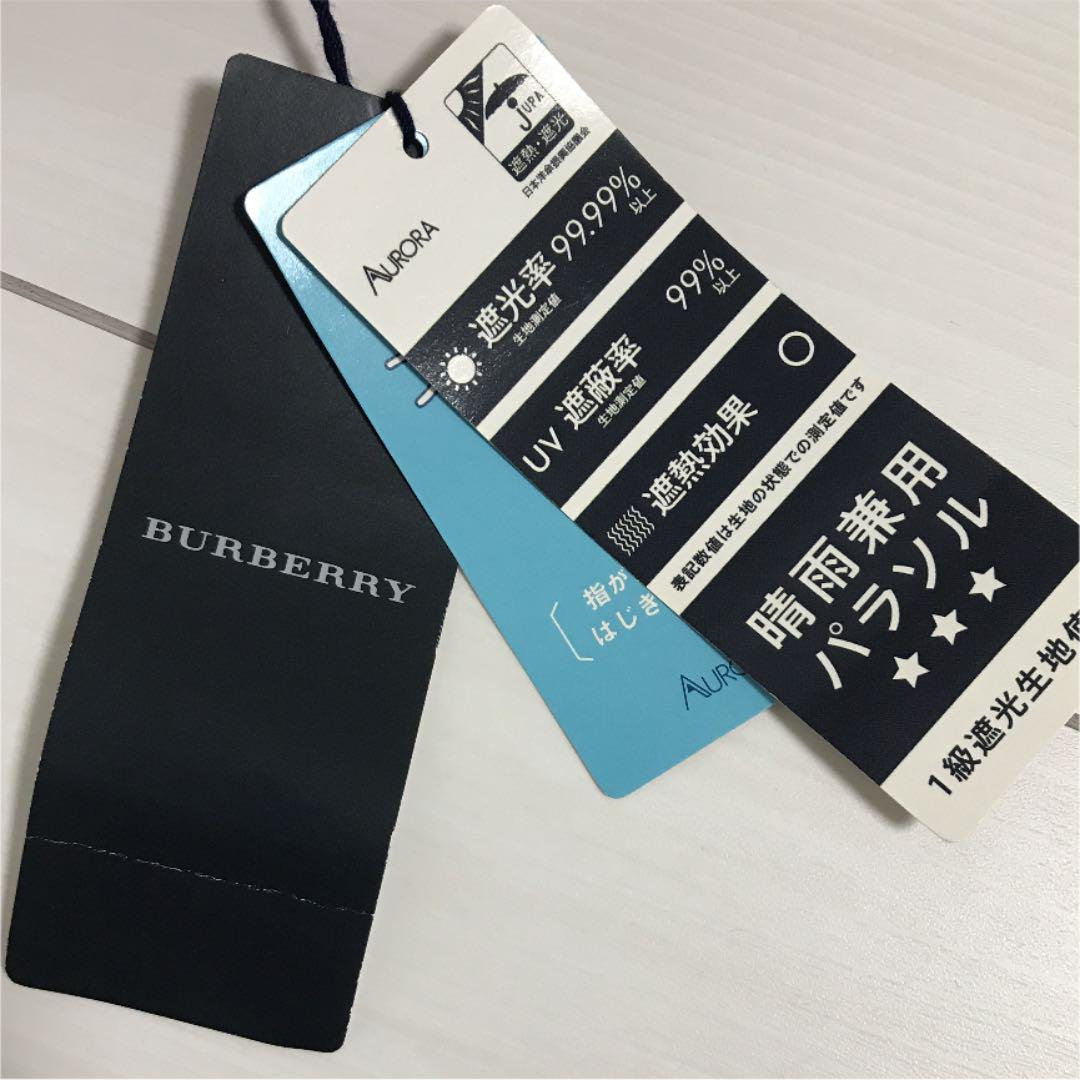 BURBERRY
JUPA
遮熱・遮光
日本洋傘振興協議会
AURORA
遮光率 99.99%
以上
生地測定値
UV 遮蔽率 99%
以上
生地測定値
遮熱効果
表記数値は生地の状態での測定値です
晴雨兼用
パラソル
1級遮光生地使
指が
はじき
AURO